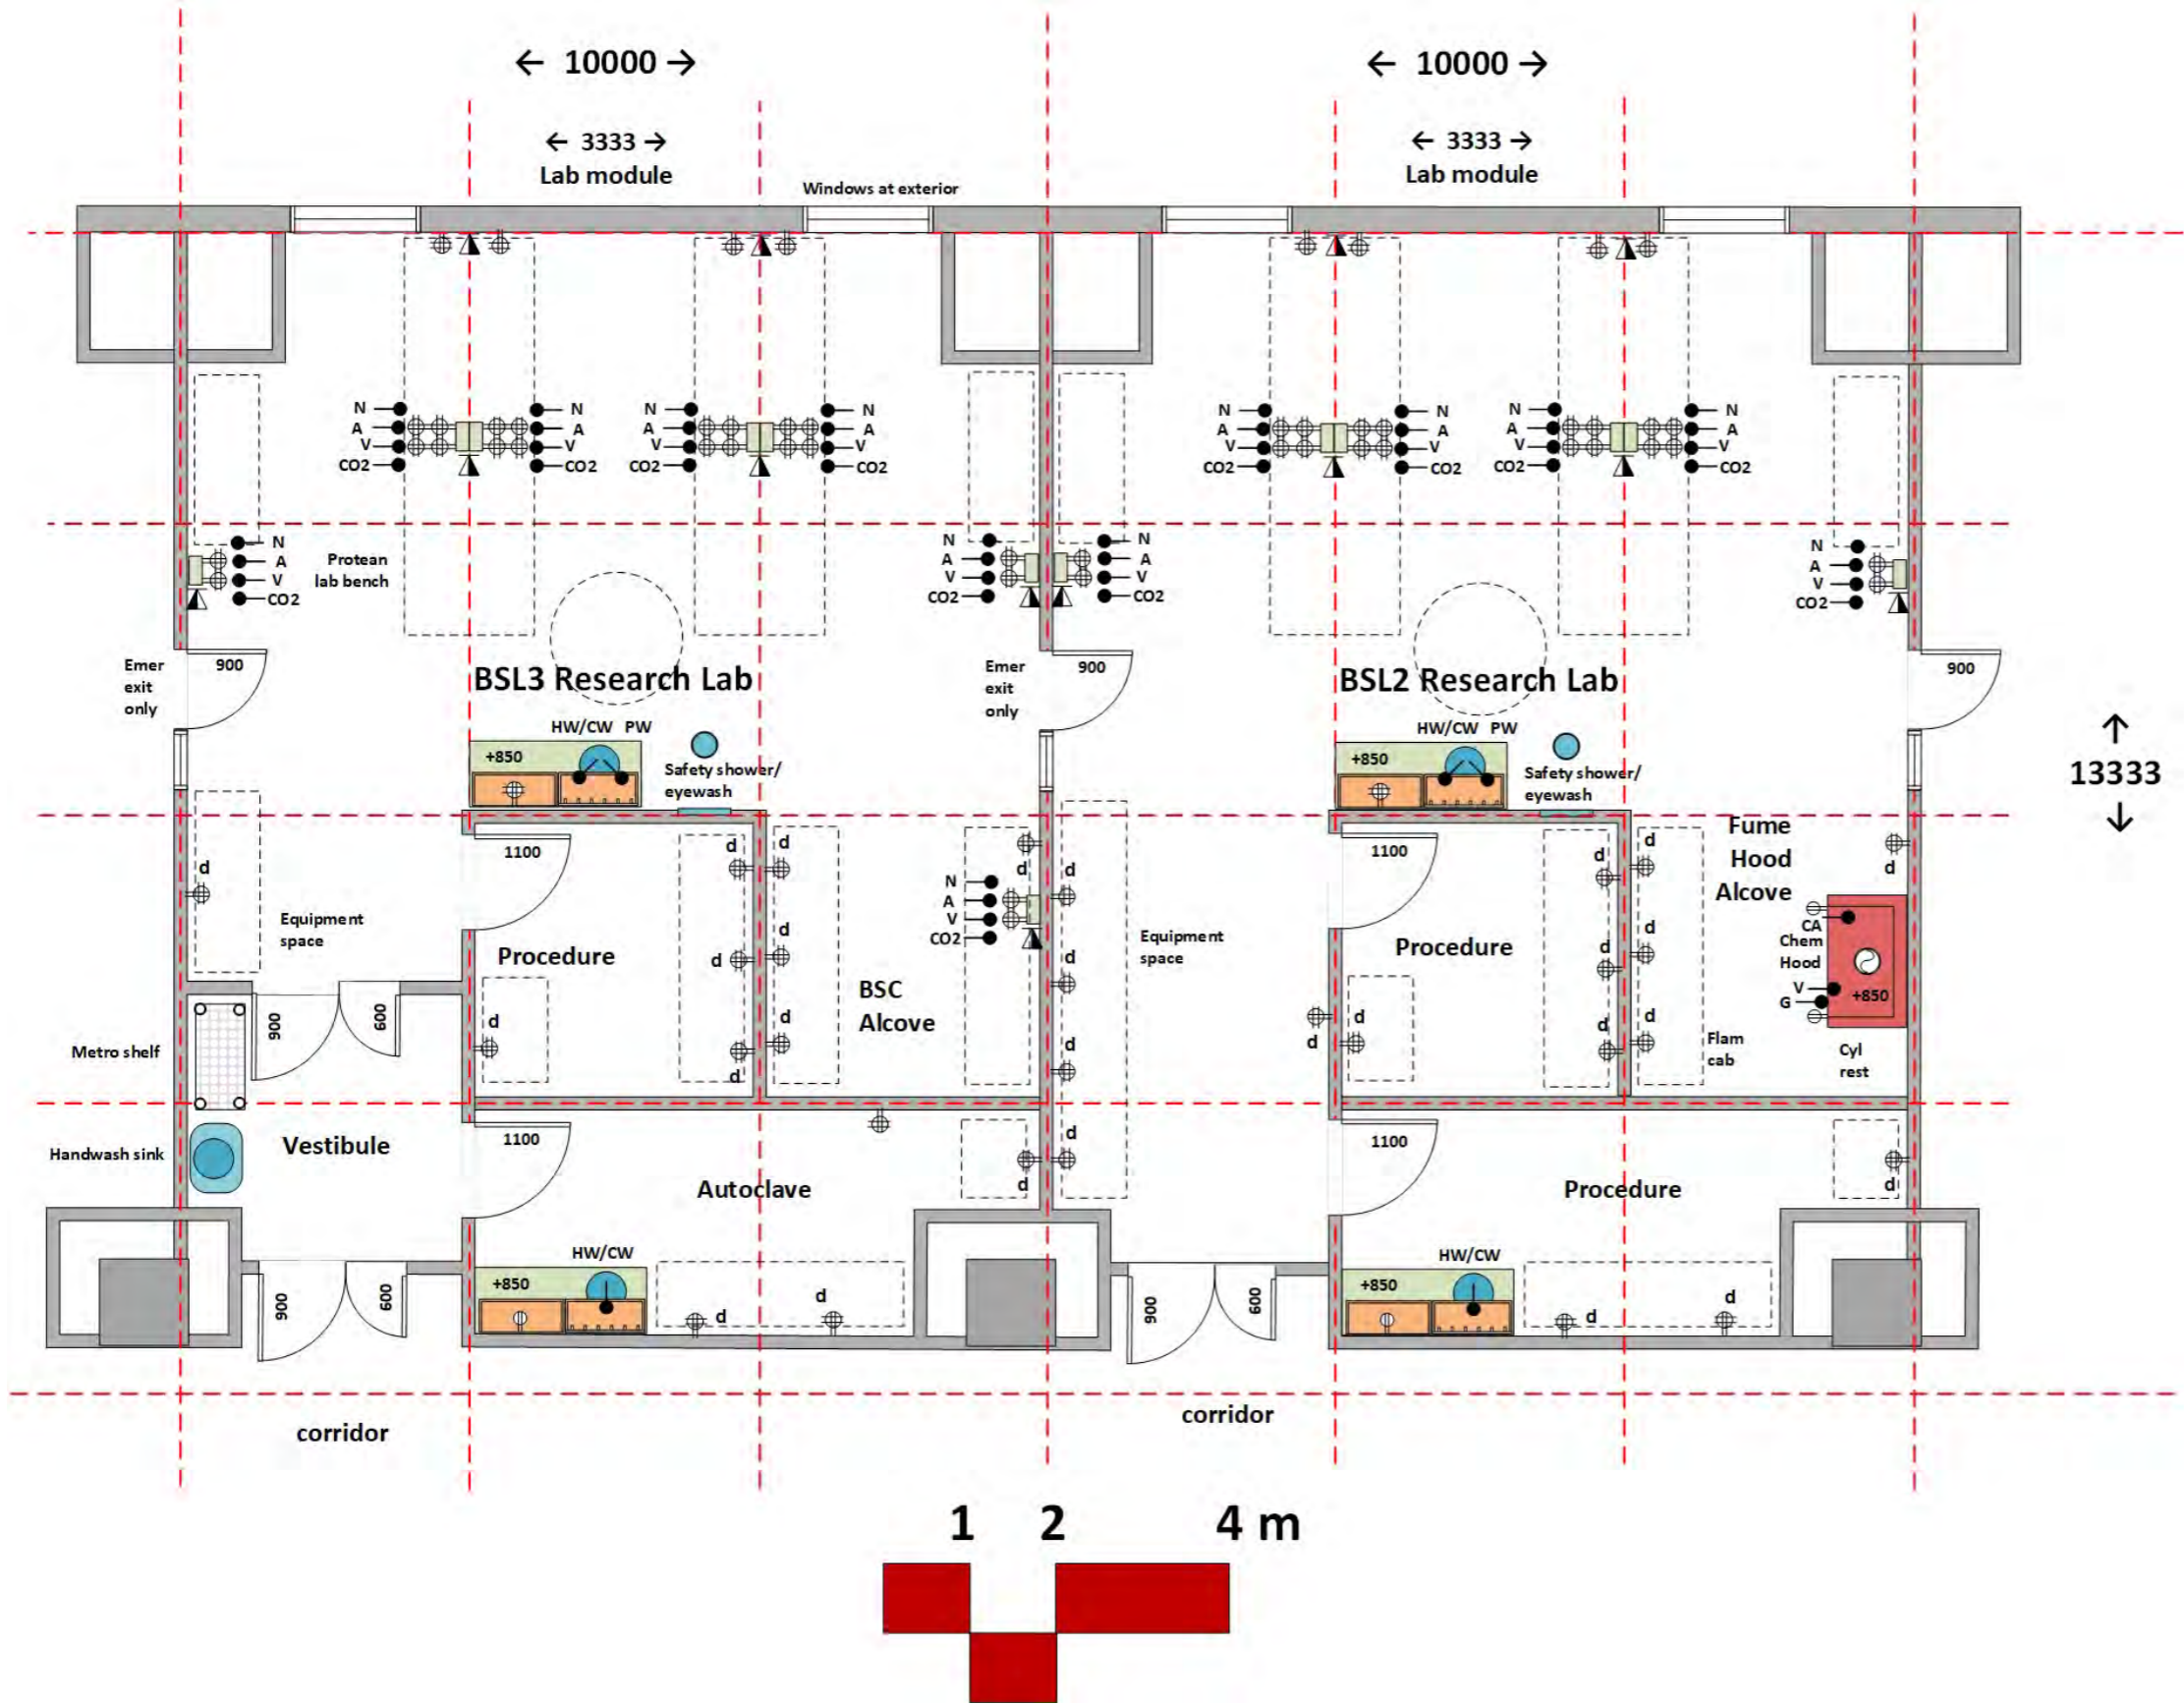 ← 10000 →
← 10000 →
← 3333 →
Lab module
← 3333 →
Lab module
Windows at exterior
N
A
V
CO2
N
A
V
CO2
N
A
V
CO2
N
A
V
CO2
N
A
V
CO2
N
A
V
CO2
N
A
V
CO2
N
A
V
CO2
N
A
V
CO2
Protean
lab bench
N
A
V
CO2
N
A
V
CO2
N
A
V
CO2
Emer
exit
only
900
BSL3 Research Lab
Emer
exit
only
900
BSL2 Research Lab
900
HW/CW PW
+850
Safety shower/
eyewash
HW/CW PW
+850
Safety shower/
eyewash
↑
13333
↓
d
Equipment
space
1100
Procedure
d
d
d
d
d
d
d
BSC
Alcove
d
N
A
V
CO2
d
d
d
d
Equipment
space
1100
Procedure
d
d
d
d
d
d
d
d
Fume
Hood
Alcove
d
CA
Chem
Hood
V
G
+850
Flam
cab
Cyl
rest
900
600
Metro shelf
Handwash sink
Vestibule
1100
Autoclave
d
1100
Procedure
d
900
600
HW/CW
+850
d
d
900
600
HW/CW
+850
d
d
corridor
corridor
1 2 4 m